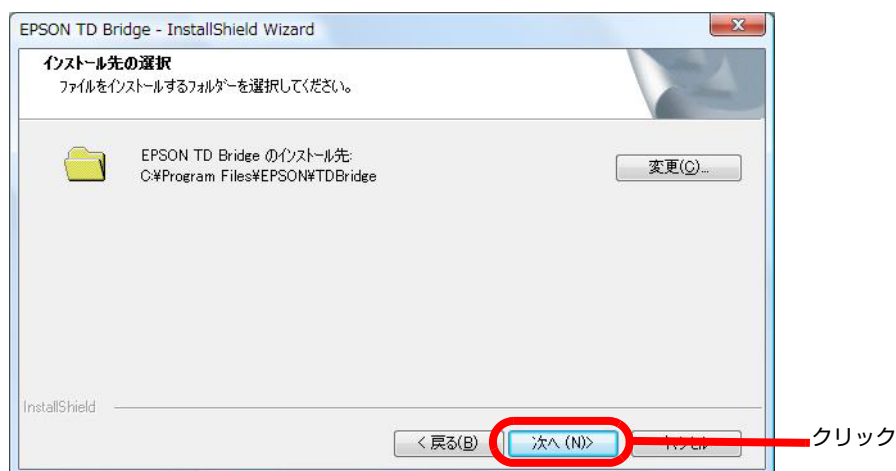 EPSON TD Bridge - InstallShield Wizard
インストール先の選択
ファイルをインストールするフォルダーを選択してください。
EPSON TD Bridge のインストール先:
C:¥Program Files¥EPSON¥TDBridge
変更(C)...
InstallShield
< 戻る(B)
次へ (N)>
クリック